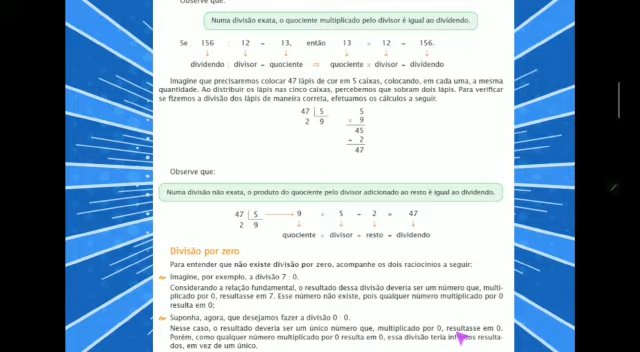 Observe que:
Numa divisão exata, o quociente multiplicado pelo divisor é igual ao dividendo.
Se 156 : 12 = 13, então 13 × 12 = 156.
dividendo : divisor = quociente ⇒ quociente × divisor = dividendo
Imagine que precisaremos colocar 47 lápis de cor em 5 caixas, colocando, em cada uma, a mesma
quantidade. Ao distribuir os lápis nas cinco caixas, percebemos que sobram dois lápis. Para verificar
se fizemos a divisão dos lápis de maneira correta, efetuamos os cálculos a seguir.
47 5 5
2 9 × 9
45
+ 2
47
Observe que:
Numa divisão não exata, o produto do quociente pelo divisor adicionado ao resto é igual ao dividendo.
47 5 9 × 5 + 2 = 47
2 9
quociente × divisor + resto = dividendo
Divisão por zero
Para entender que não existe divisão por zero, acompanhe os dois raciocínios a seguir:
Imagine, por exemplo, a divisão 7 : 0.
Considerando a relação fundamental, o resultado dessa divisão deveria ser um número que, multi-
plicado por 0, resultasse em 7. Esse número não existe, pois qualquer número multiplicado por 0
resulta em 0;
Suponha, agora, que desejamos fazer a divisão 0 : 0.
Nesse caso, o resultado deveria ser um único número que, multiplicado por 0, resultasse em 0.
Porém, como qualquer número multiplicado por 0 resulta em 0, essa divisão teria infinitos resulta-
dos, em vez de um único.